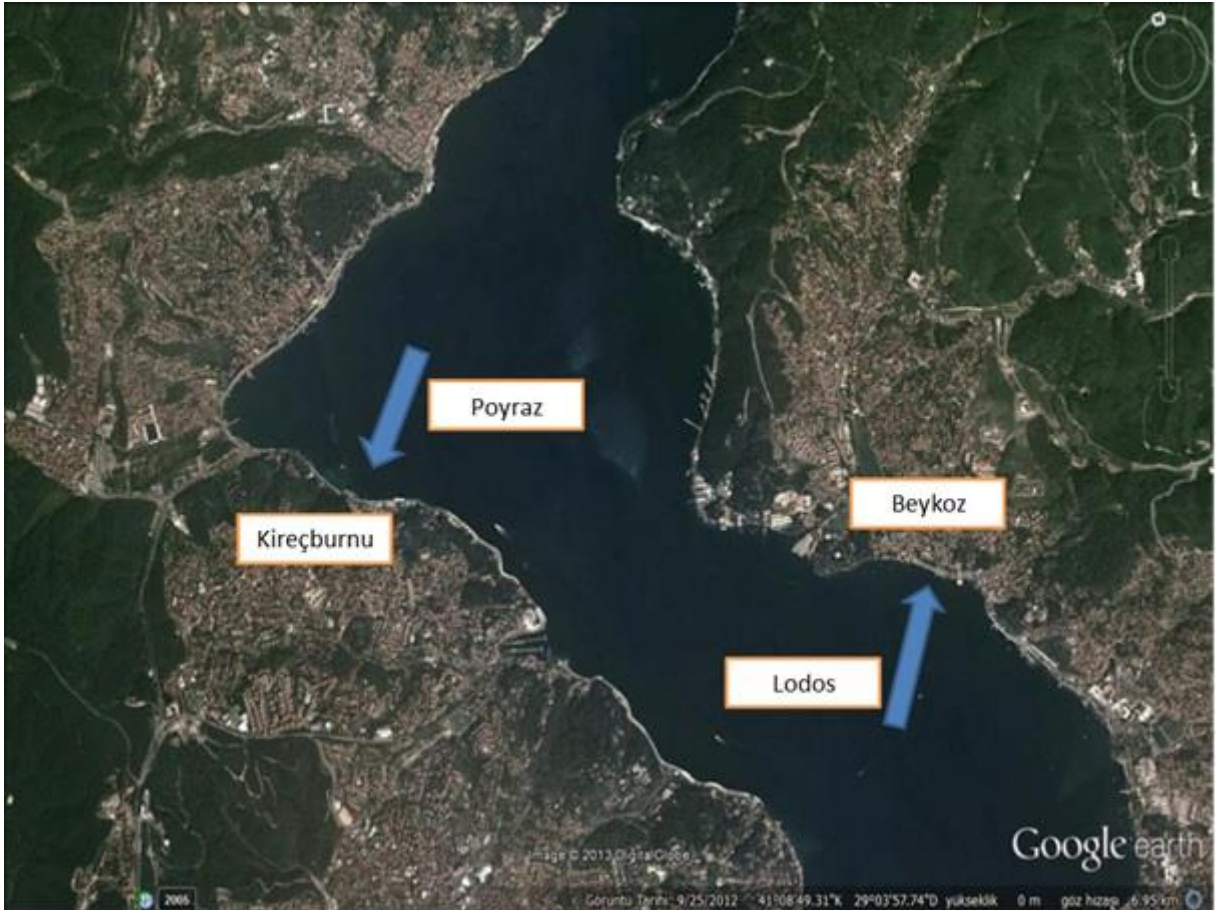 Poyraz
Kireçburnu
Beykoz
Lodos
Google earth
Image © 2013 DigitalGlobe
2005
Görüntü Tarihi: 9/25/2012 41°08'49.31"K 29°03'57.74"D yükseklik 0 m göz hizası 6.95 km